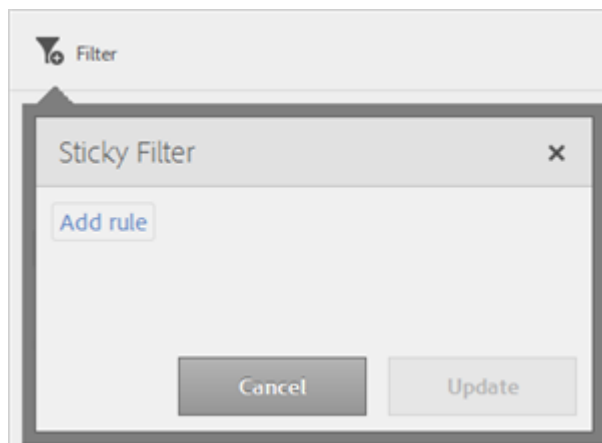 Filter
Sticky Filter
Add rule
Cancel
Update